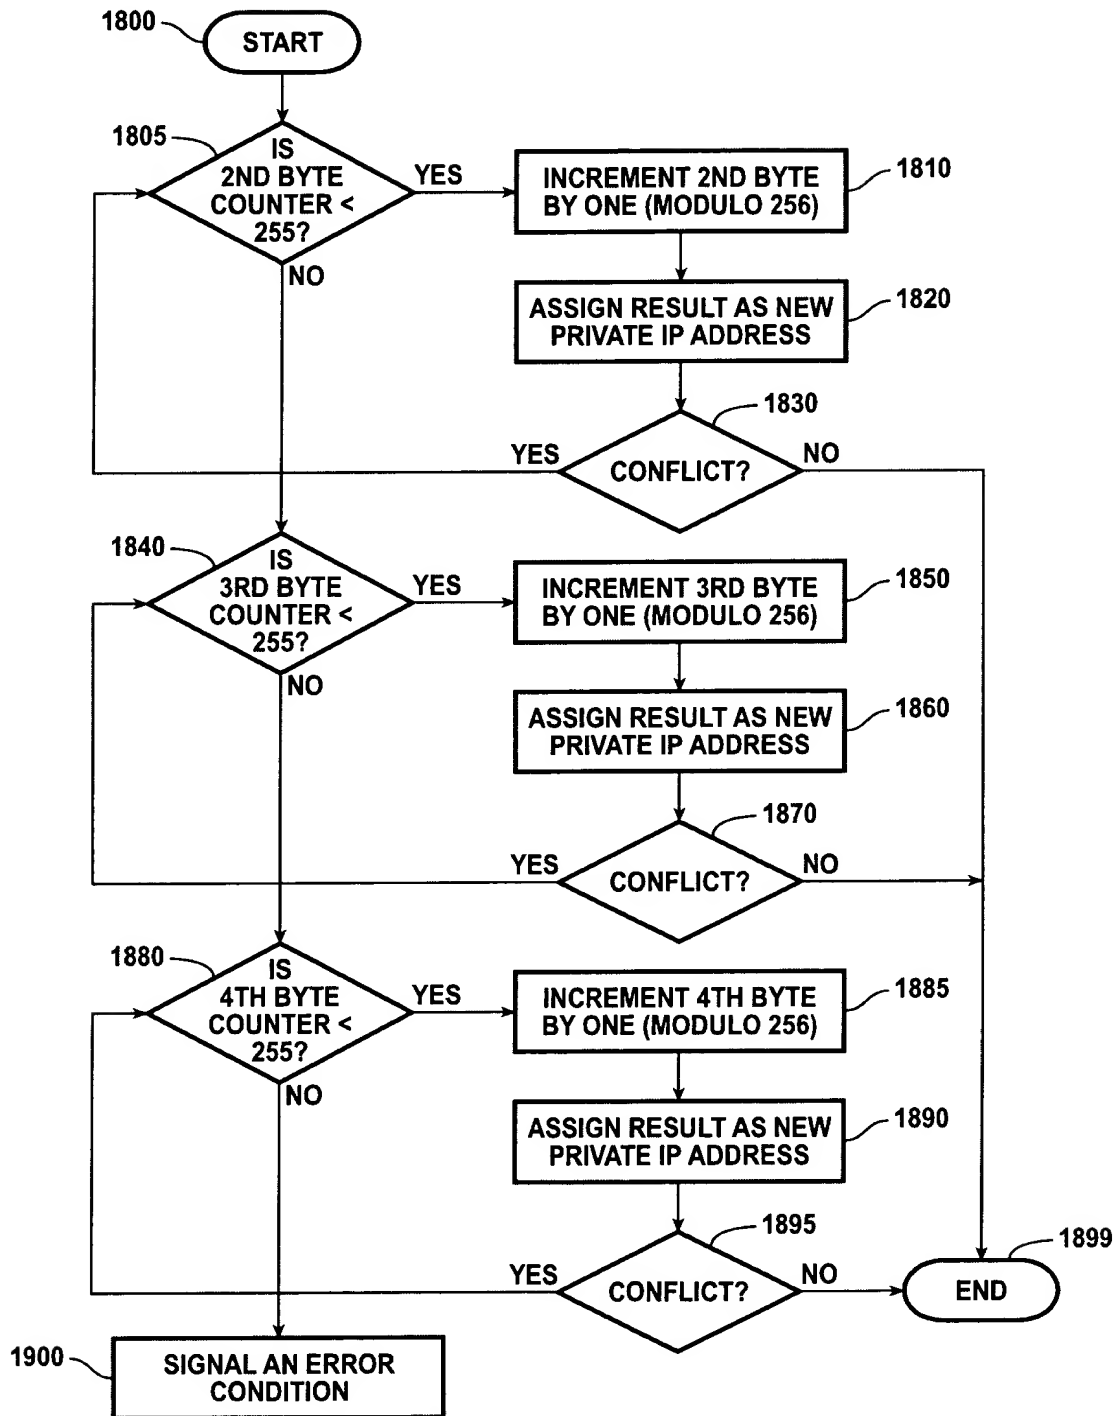 1800
START
1805
IS
2ND BYTE
COUNTER <
255?
YES
NO
INCREMENT 2ND BYTE
BY ONE (MODULO 256)
1810
ASSIGN RESULT AS NEW
PRIVATE IP ADDRESS
1820
1830
YES
CONFLICT?
NO
1840
IS
3RD BYTE
COUNTER <
255?
YES
NO
INCREMENT 3RD BYTE
BY ONE (MODULO 256)
1850
ASSIGN RESULT AS NEW
PRIVATE IP ADDRESS
1860
1870
YES
CONFLICT?
NO
1880
IS
4TH BYTE
COUNTER <
255?
YES
NO
INCREMENT 4TH BYTE
BY ONE (MODULO 256)
1885
ASSIGN RESULT AS NEW
PRIVATE IP ADDRESS
1890
1895
YES
CONFLICT?
NO
1899
END
1900
SIGNAL AN ERROR
CONDITION